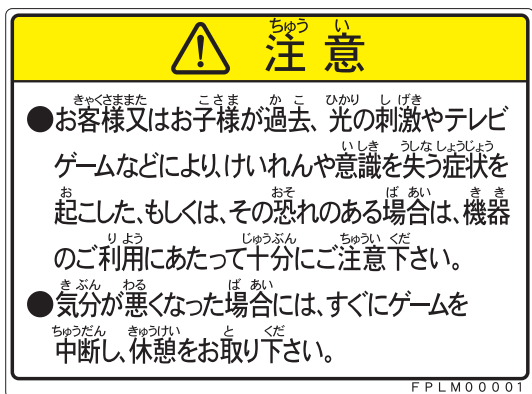 注意
●お客様又はお子様が過去、光の刺激やテレビ
ゲームなどにより、けいれんや意識を失う症状を
起こした、もしくは、その恐れのある場合は、機器
のご利用にあたって十分にご注意下さい。
●気分が悪くなった場合には、すぐにゲームを
中断し、休憩をお取り下さい。
FPLM00001